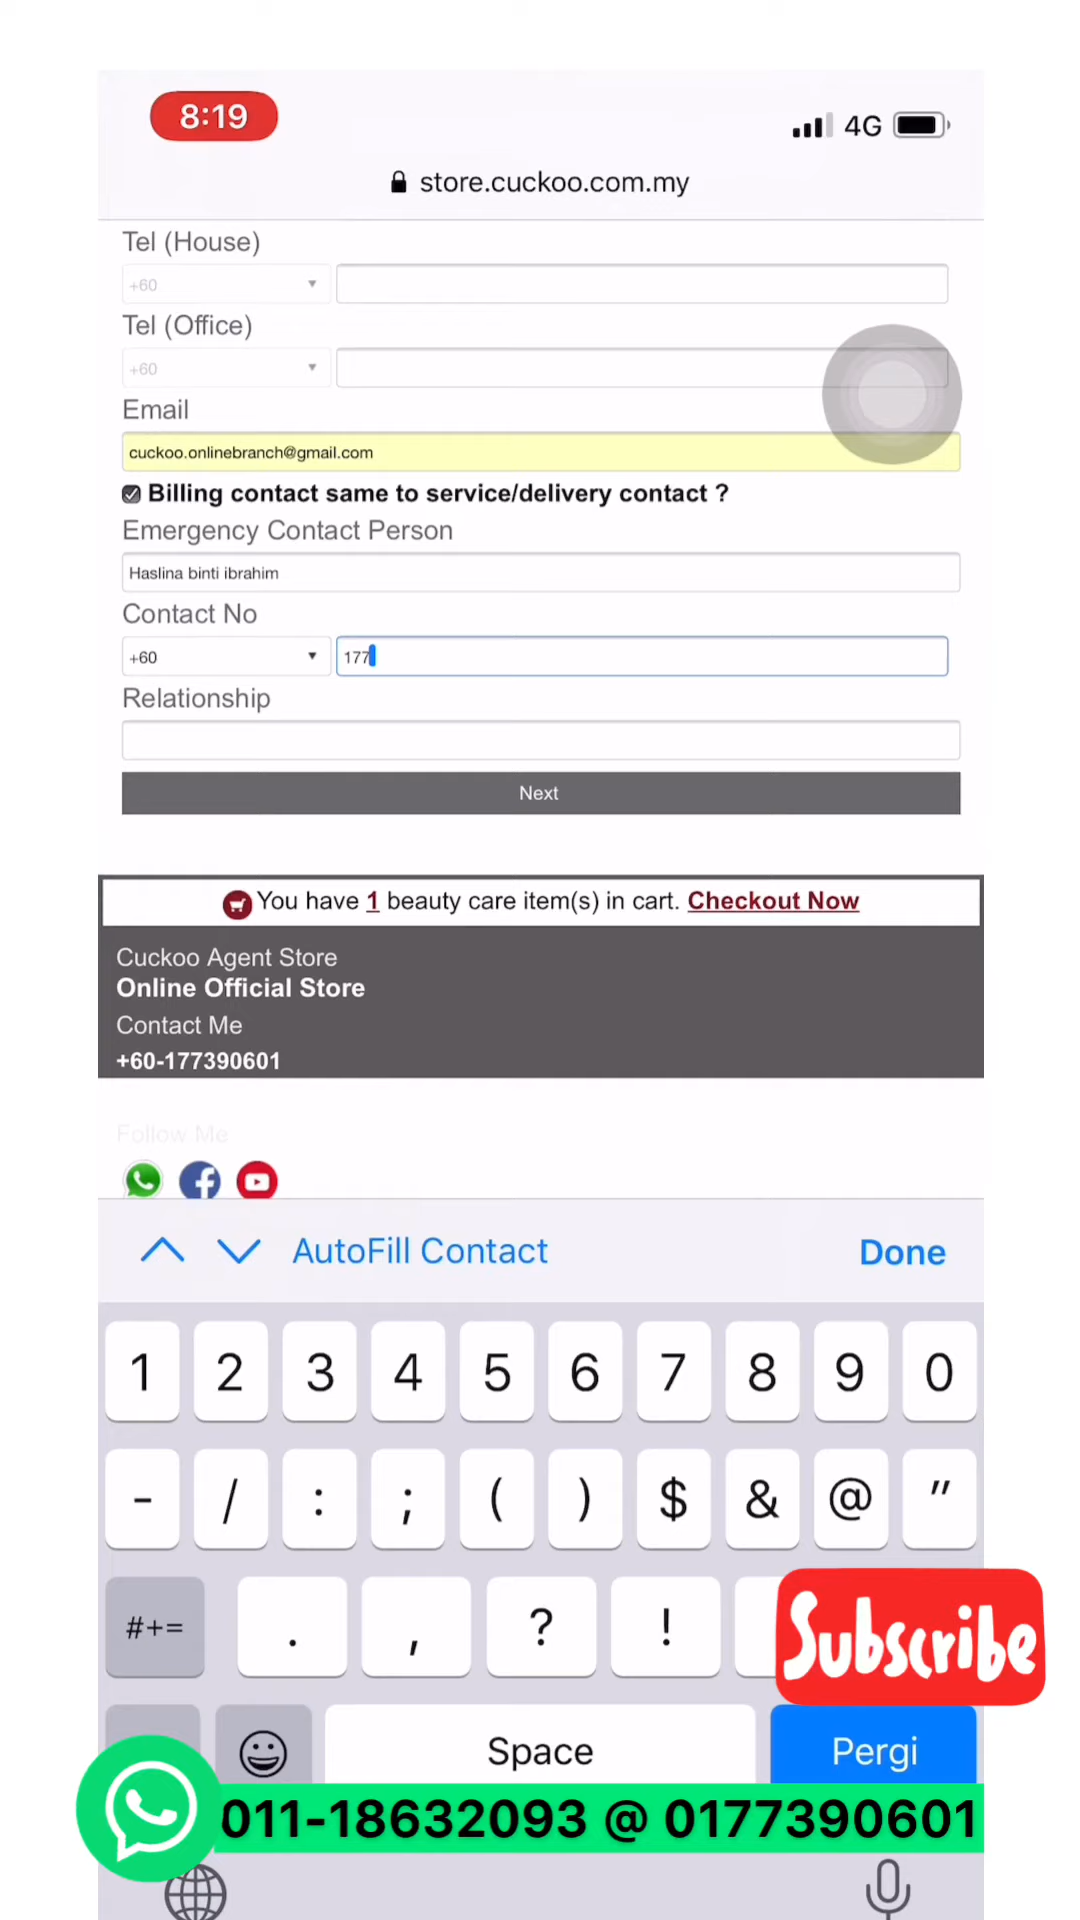 8:19
4G
store.cuckoo.com.my
Tel (House)
+60
Tel (Office)
+60
Email
cuckoo.onlinebranch@gmail.com
Billing contact same to service/delivery contact ?
Emergency Contact Person
Haslina binti ibrahim
Contact No
+60 177
Relationship
Next
You have 1 beauty care item(s) in cart. Checkout Now
Cuckoo Agent Store
Online Official Store
Contact Me
+60-177390601
Follow Me
AutoFill Contact Done
1 2 3 4 5 6 7 8 9 0
- / : ; ( ) $ & @ "
#+= . , ? !
Subscribe
Space Pergi
011-18632093 @ 0177390601